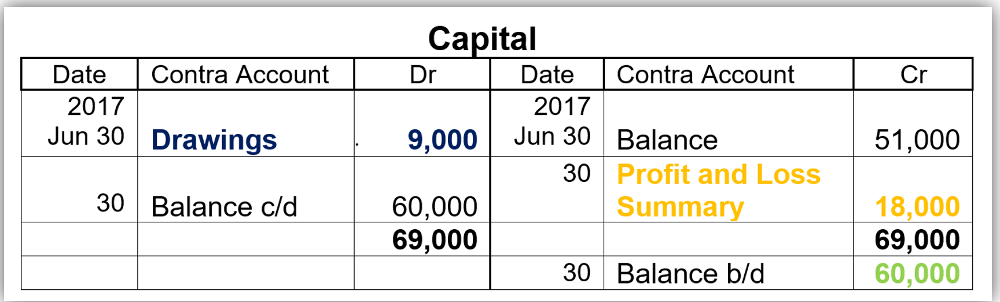 Capital
Date Contra Account Dr Date Contra Account Cr
2017 2017
Jun 30 Drawings . 9,000 Jun 30 Balance 51,000
30 Profit and Loss
30 Balance c/d 60,000 Summary 18,000
69,000 69,000
30 Balance b/d 60,000